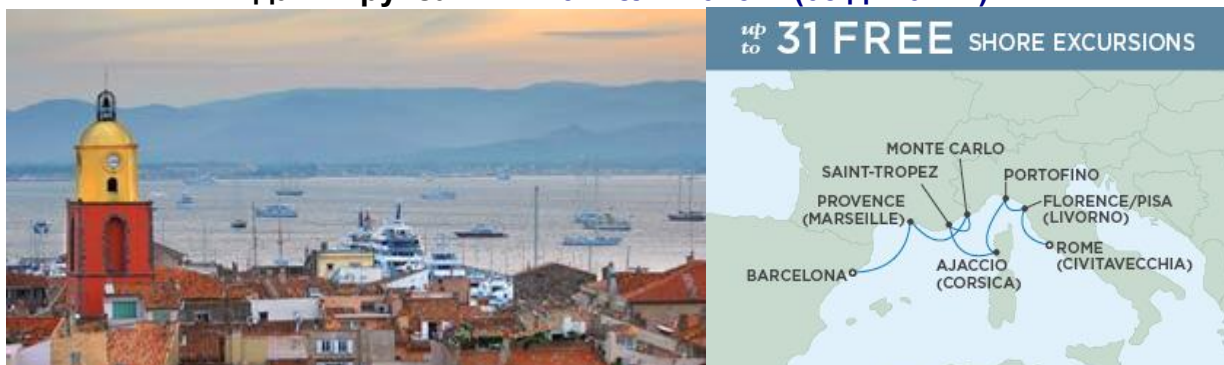 up to 31 FREE SHORE EXCURSIONS
MONTE CARLO
SAINT-TROPEZ
PORTOFINO
PROVENCE
(MARSEILLE)
FLORENCE/PISA
(LIVORNO)
ROME
(CIVITAVECCHIA)
BARCELONA
AJACCIO
(CORSICA)